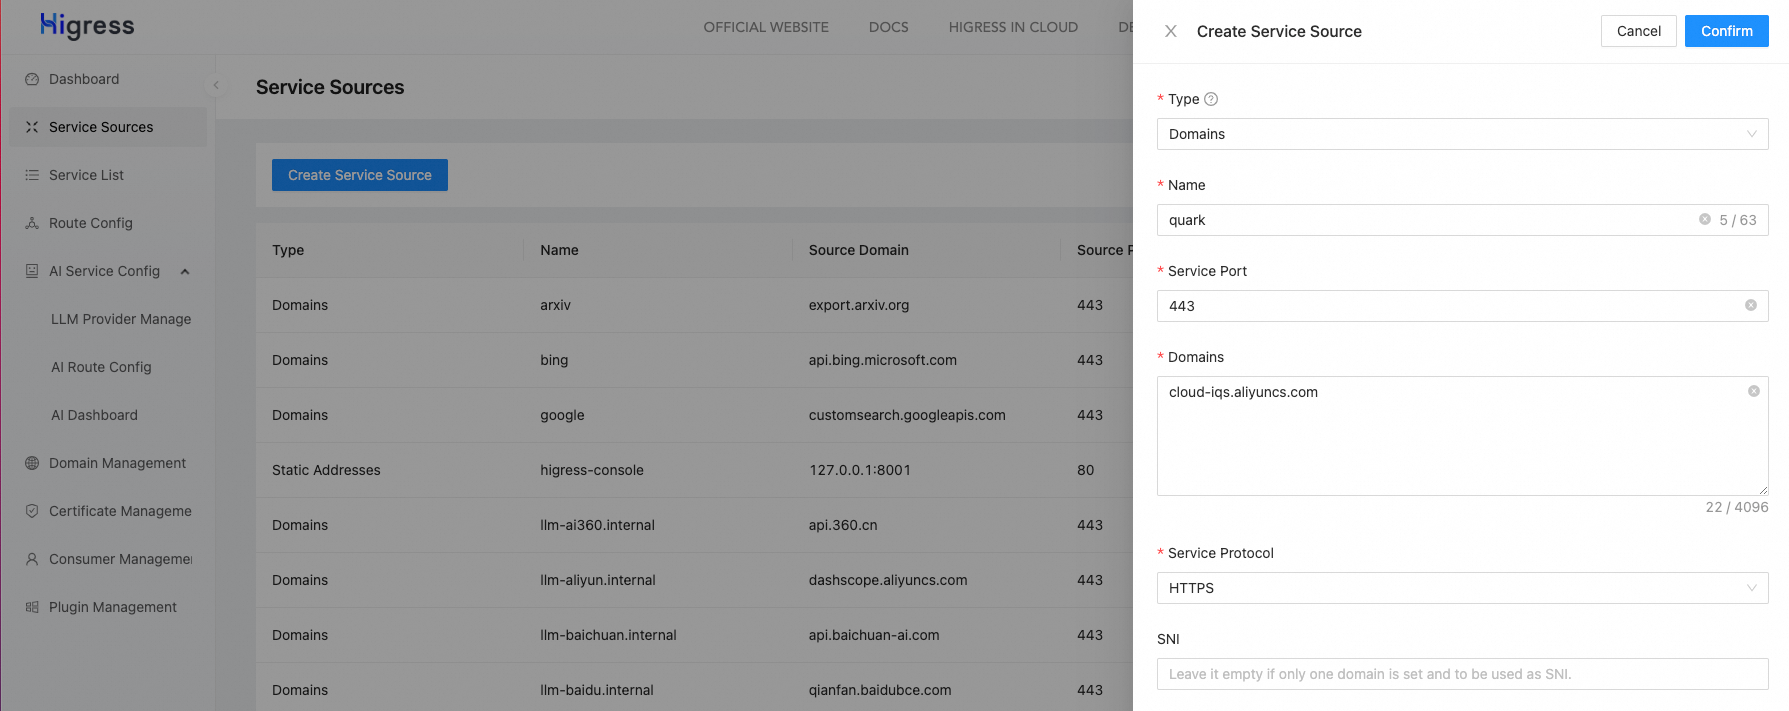 Higress
OFFICIAL WEBSITE
DOCS
HIGRESS IN CLOUD
Dashboard
Service Sources
Service List
Route Config
AI Service Config
LLM Provider Manage
AI Route Config
AI Dashboard
Domain Management
Certificate Manageme
Consumer Managemer
Plugin Management
Service Sources
Create Service Source
Type Name Source Domain Source P
Domains arxiv export.arxiv.org 443
Domains bing api.bing.microsoft.com 443
Domains google customsearch.googleapis.com 443
Static Addresses higress-console 127.0.0.1:8001 80
Domains llm-ai360.internal api.360.cn 443
Domains llm-aliyun.internal dashscope.aliyuncs.com 443
Domains llm-baichuan.internal api.baichuan-ai.com 443
Domains llm-baidu.internal qianfan.baidubce.com 443
Create Service Source
Cancel
Confirm
* Type
Domains
* Name
quark 5 / 63
* Service Port
443
* Domains
cloud-iqs.aliyuncs.com
22 / 4096
* Service Protocol
HTTPS
SNI
Leave it empty if only one domain is set and to be used as SNI.